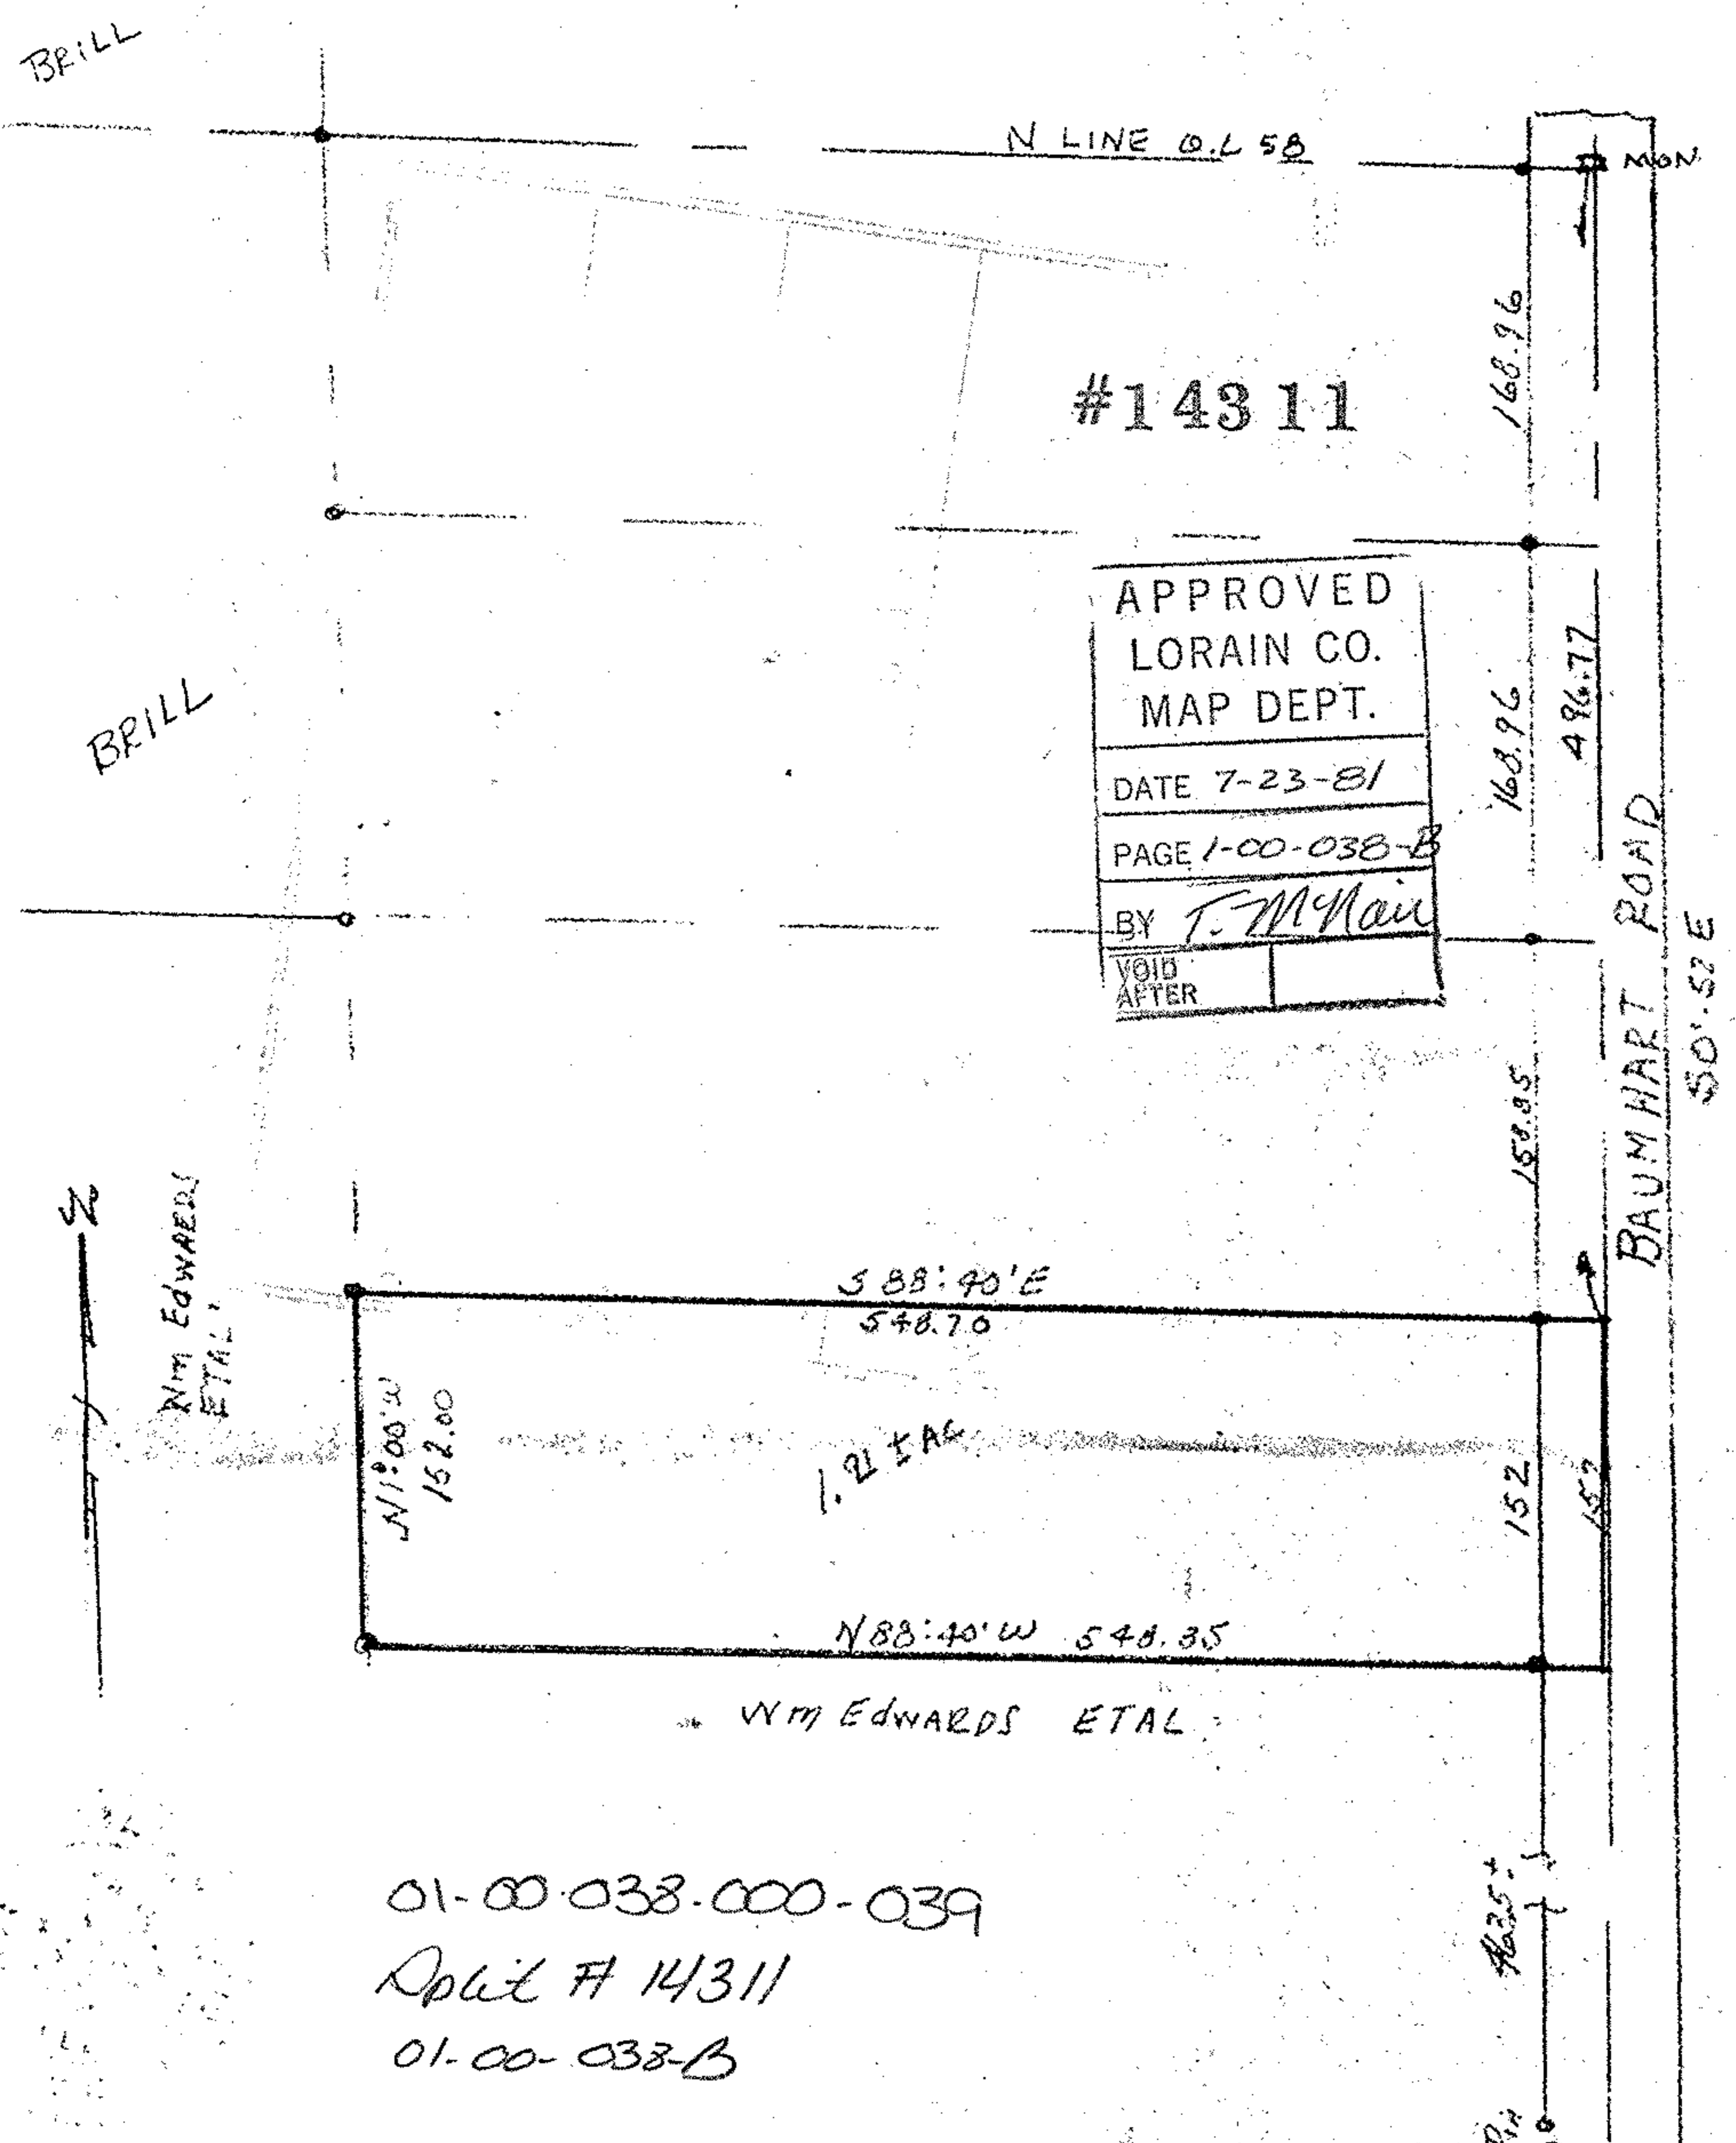 BRILL
N LINE O.L 58
MON.
168.96
#14311
APPROVED
LORAIN CO.
MAP DEPT.
DATE 7-23-81
PAGE 1-00-038-B
BY T. McNair
VOID
AFTER
168.96
496.77
BRILL
BAUMHART ROAD
158.95
N
Wm Edwards
ETAL.
S 88:40'E
548.70
N1°:00'W
152.00
1.91 ± AC
152
152
N88:40'W 548.35
Wm EdwARDS ETAL
01-00-038-000-039
Split # 14311
01-00-038-B
Pin